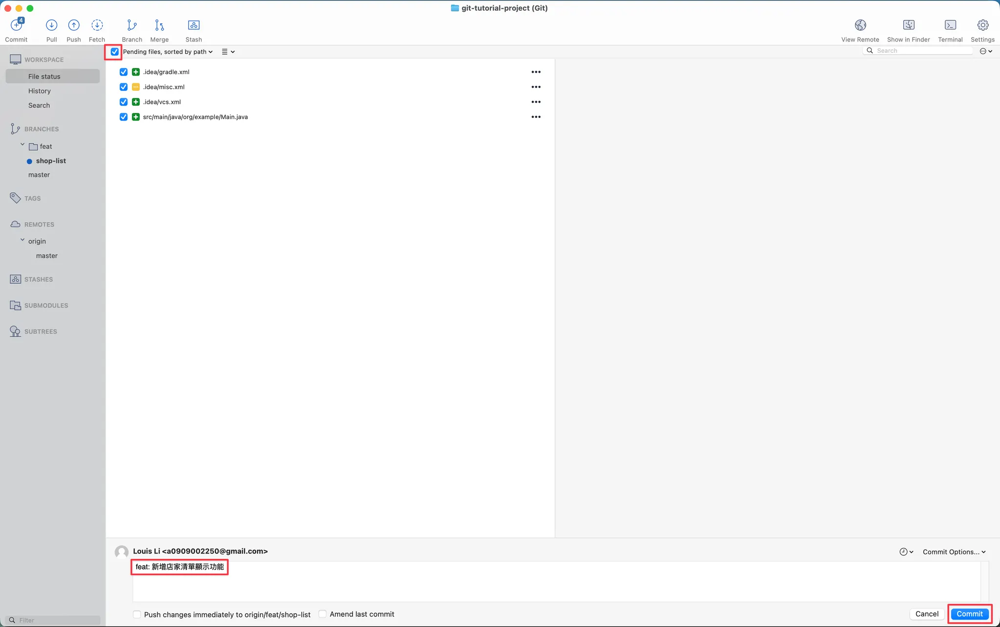 git-tutorial-project (Git)
4
Commit Pull Push Fetch Branch Merge Stash View Remote Show in Finder Terminal Settings
Pending files, sorted by path
Search
WORKSPACE
File status
History
Search
BRANCHES
feat
shop-list
master
TAGS
REMOTES
origin
master
STASHES
SUBMODULES
SUBTREES
Filter
.idea/gradle.xml
.idea/misc.xml
.idea/vcs.xml
src/main/java/org/example/Main.java
Louis Li <a0909002250@gmail.com>
Commit Options...
feat: 新增店家清單顯示功能
Push changes immediately to origin/feat/shop-list
Amend last commit
Cancel
Commit